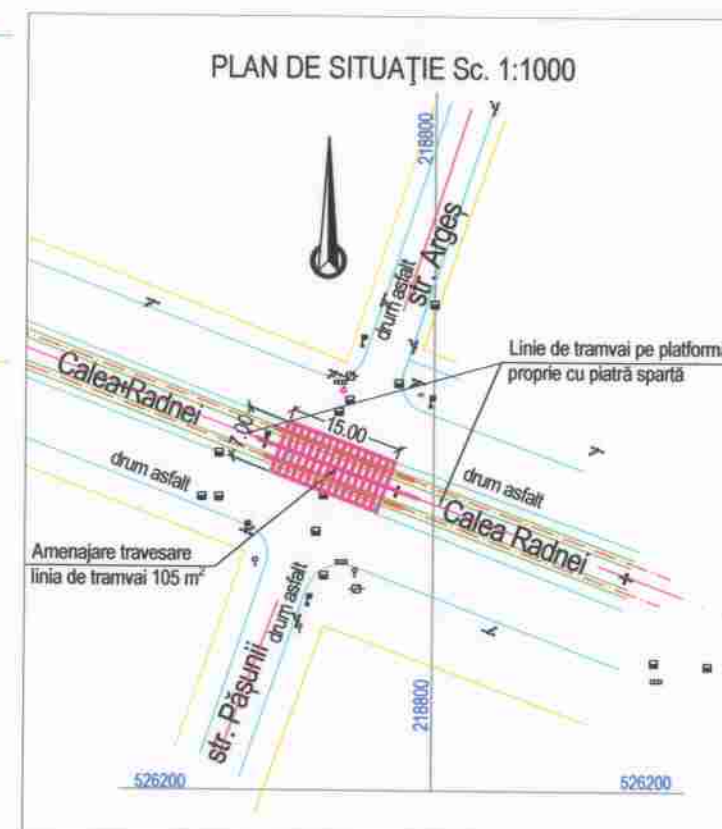 PLAN DE SITUAŢIE Sc. 1:1000
218800
str. Argeş
drum asfalt
Linie de tramvai pe platformă
proprie cu piatră spartă
Calea Radnei
15.00
7.00
drum asfalt
drum asfalt
Calea Radnei
Amenajare travesare
linia de tramvai 105 m²
drum asfalt
str. Păşunii
218800
526200
526200